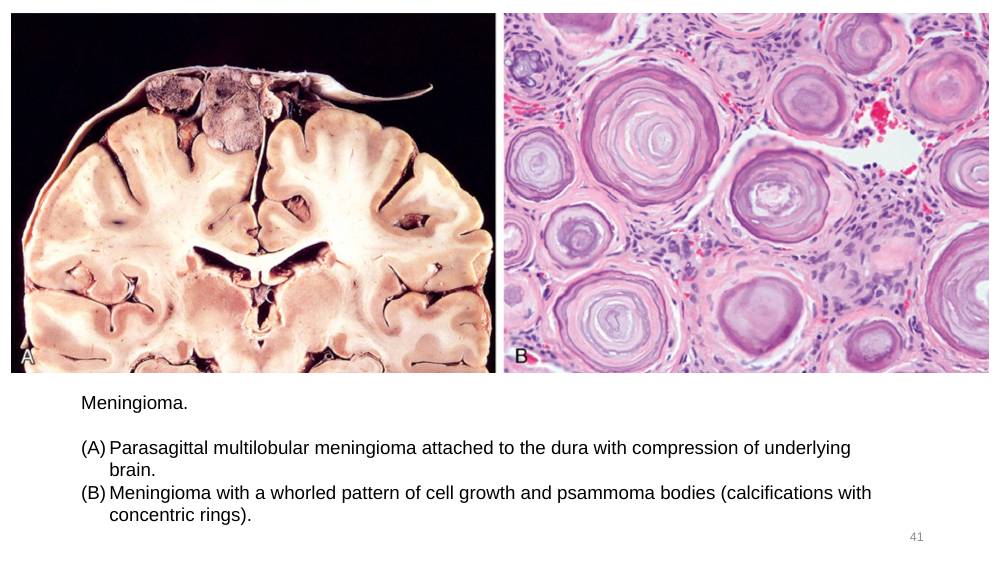 A
B
Meningioma.
(A) Parasagittal multilobular meningioma attached to the dura with compression of underlying
brain.
(B) Meningioma with a whorled pattern of cell growth and psammoma bodies (calcifications with
concentric rings).
41